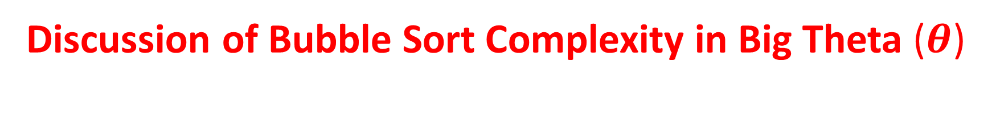 Discussion of Bubble Sort Complexity in Big Theta (𝜽)